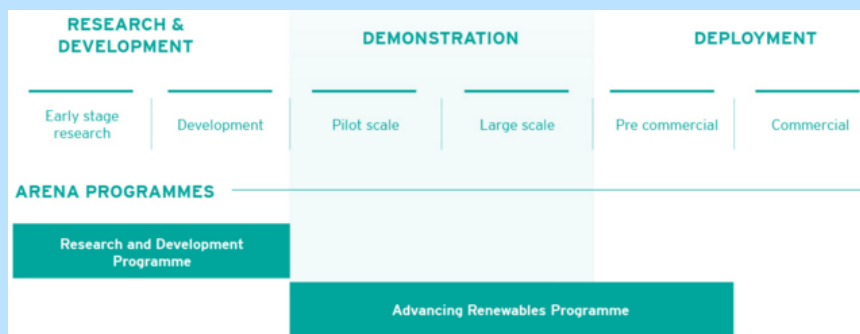 RESEARCH &
DEVELOPMENT
DEMONSTRATION
DEPLOYMENT
Early stage
research
Development
Pilot scale
Large scale
Pre commercial
Commercial
ARENA PROGRAMMES
Research and Development
Programme
Advancing Renewables Programme